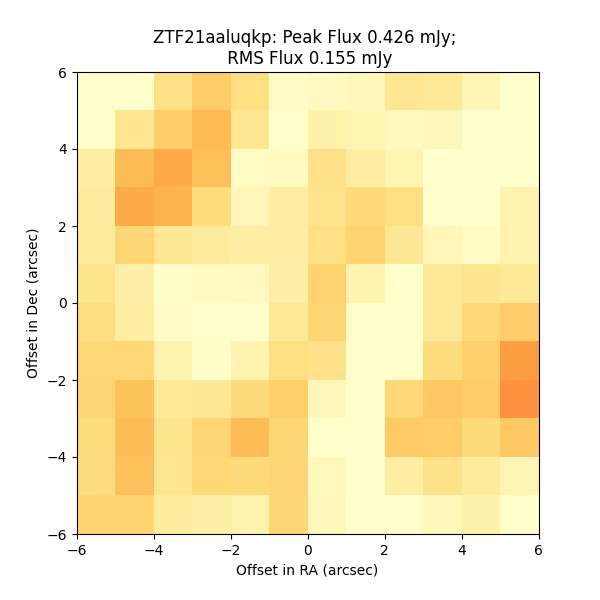 ZTF21aaluqkp: Peak Flux 0.426 mJy;
RMS Flux 0.155 mJy
6
4
2
0
−2
−4
−6
Offset in Dec (arcsec)
−6 −4 −2 0 2 4 6
Offset in RA (arcsec)